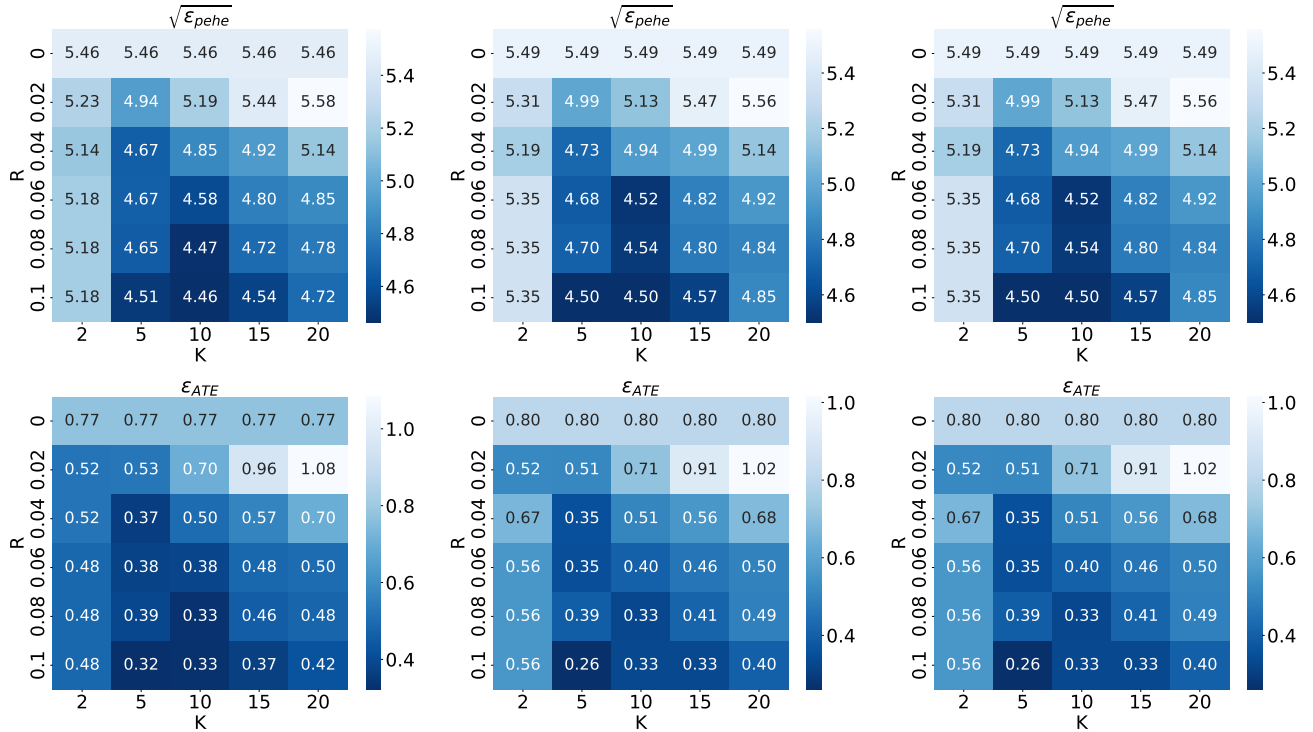 √ε_pehe
0 5.46 5.46 5.46 5.46 5.46
0.02 5.23 4.94 5.19 5.44 5.58
0.04 5.14 4.67 4.85 4.92 5.14
0.06 5.18 4.67 4.58 4.80 4.85
0.08 5.18 4.65 4.47 4.72 4.78
0.1 5.18 4.51 4.46 4.54 4.72
2 5 10 15 20
R
K
5.4
5.2
5.0
4.8
4.6
√ε_pehe
0 5.49 5.49 5.49 5.49 5.49
0.02 5.31 4.99 5.13 5.47 5.56
0.04 5.19 4.73 4.94 4.99 5.14
0.06 5.35 4.68 4.52 4.82 4.92
0.08 5.35 4.70 4.54 4.80 4.84
0.1 5.35 4.50 4.50 4.57 4.85
2 5 10 15 20
R
K
5.4
5.2
5.0
4.8
4.6
√ε_pehe
0 5.49 5.49 5.49 5.49 5.49
0.02 5.31 4.99 5.13 5.47 5.56
0.04 5.19 4.73 4.94 4.99 5.14
0.06 5.35 4.68 4.52 4.82 4.92
0.08 5.35 4.70 4.54 4.80 4.84
0.1 5.35 4.50 4.50 4.57 4.85
2 5 10 15 20
R
K
5.4
5.2
5.0
4.8
4.6
ε_ATE
0 0.77 0.77 0.77 0.77 0.77
0.02 0.52 0.53 0.70 0.96 1.08
0.04 0.52 0.37 0.50 0.57 0.70
0.06 0.48 0.38 0.38 0.48 0.50
0.08 0.48 0.39 0.33 0.46 0.48
0.1 0.48 0.32 0.33 0.37 0.42
2 5 10 15 20
R
K
1.0
0.8
0.6
0.4
ε_ATE
0 0.80 0.80 0.80 0.80 0.80
0.02 0.52 0.51 0.71 0.91 1.02
0.04 0.67 0.35 0.51 0.56 0.68
0.06 0.56 0.35 0.40 0.46 0.50
0.08 0.56 0.39 0.33 0.41 0.49
0.1 0.56 0.26 0.33 0.33 0.40
2 5 10 15 20
R
K
1.0
0.8
0.6
0.4
ε_ATE
0 0.80 0.80 0.80 0.80 0.80
0.02 0.52 0.51 0.71 0.91 1.02
0.04 0.67 0.35 0.51 0.56 0.68
0.06 0.56 0.35 0.40 0.46 0.50
0.08 0.56 0.39 0.33 0.41 0.49
0.1 0.56 0.26 0.33 0.33 0.40
2 5 10 15 20
R
K
1.0
0.8
0.6
0.4